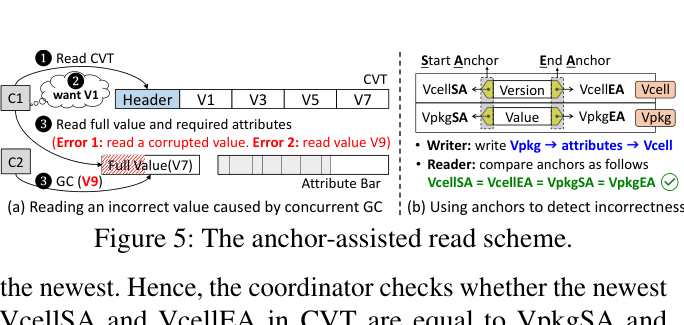 ❶ Read CVT
❷
want V1
C1
CVT
Header V1 V3 V5 V7
❸ Read full value and required attributes
(Error 1: read a corrupted value. Error 2: read value V9)
C2
Full Value(V7)
❸ GC (V9)
Attribute Bar
(a) Reading an incorrect value caused by concurrent GC
Start Anchor End Anchor
VcellSA Version VcellEA Vcell
VpkgSA Value VpkgEA Vpkg
• Writer: write Vpkg → attributes → Vcell
• Reader: compare anchors as follows
VcellSA = VcellEA = VpkgSA = VpkgEA
(b) Using anchors to detect incorrectness
Figure 5: The anchor-assisted read scheme.
the newest. Hence, the coordinator checks whether the newest
VcellSA and VcellEA in CVT are equal to VpkgSA and